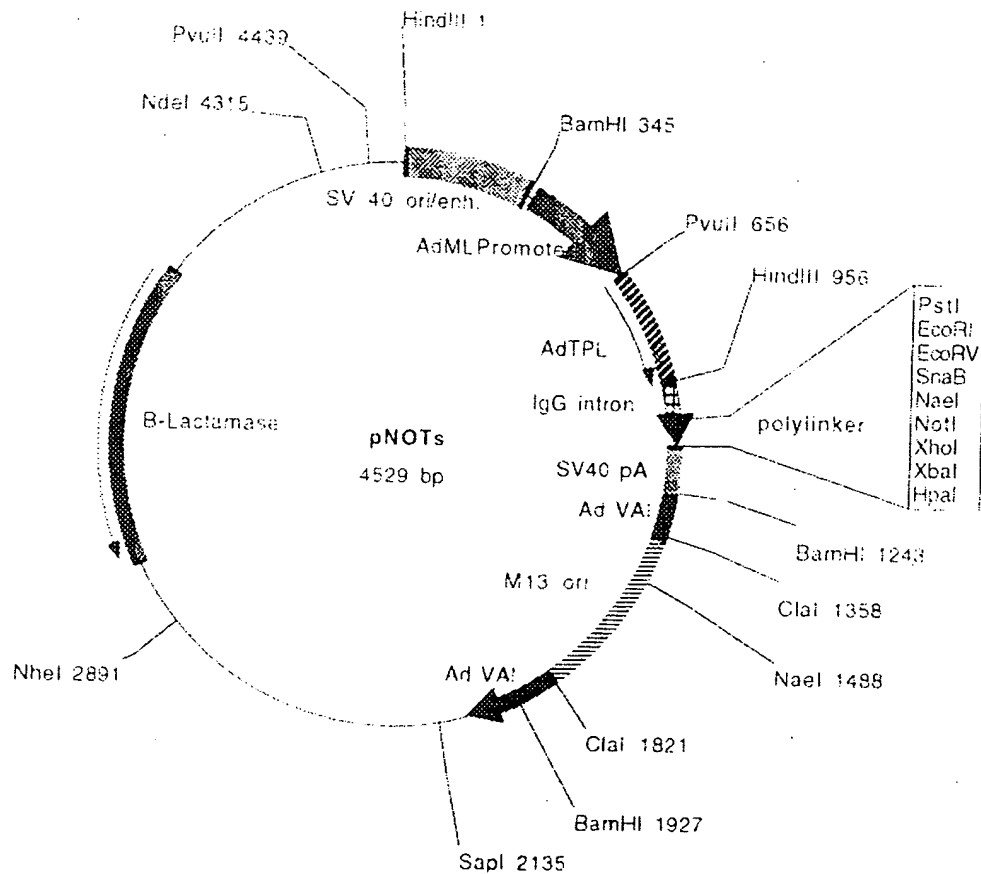 HindIII 1
PvuII 4439
NdeI 4315
BamHI 345
SV 40 ori/enh.
AdMLPromote
PvuII 656
HindIII 956
PstI
EcoRI
EcoRV
SnaB
NaeI
NotI
XhoI
XbaI
HpaI
AdTPL
IgG intron
polylinker
B-Lactamase
pNOTs
4529 bp
SV40 pA
Ad VAI
BamHI 1243
M13 ori
ClaI 1358
NheI 2891
Ad VAI
NaeI 1488
ClaI 1821
BamHI 1927
SapI 2135